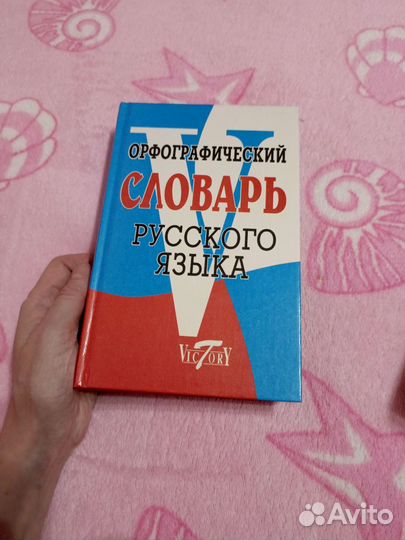 ОРФОГРАФИЧЕСКИЙ
СЛОВАРЬ
РУССКОГО
ЯЗЫКА
V
VICTORY
Avito